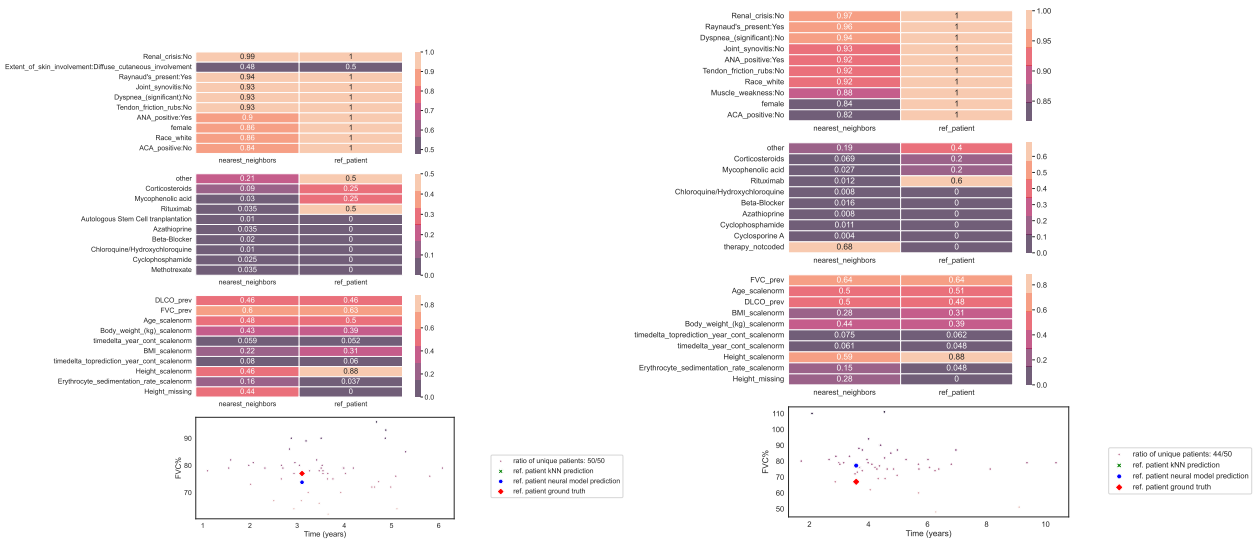 Renal_crisis:No 0.99 1
Extent_of_skin_involvement:Diffuse_cutaneous_involvement 0.48 0.5
Raynaud's_present:Yes 0.94 1
Joint_synovitis:No 0.93 1
Dyspnea_(significant):No 0.93 1
Tendon_friction_rubs:No 0.93 1
ANA_positive:Yes 0.9 1
female 0.86 1
Race_white 0.86 1
ACA_positive:No 0.84 1
nearest_neighbors ref_patient
1.0
0.9
0.8
0.7
0.6
0.5
other 0.21 0.5
Corticosteroids 0.09 0.25
Mycophenolic acid 0.03 0.25
Rituximab 0.035 0.5
Autologous Stem Cell tranplantation 0.01 0
Azathioprine 0.035 0
Beta-Blocker 0.02 0
Chloroquine/Hydroxychloroquine 0.01 0
Cyclophosphamide 0.025 0
Methotrexate 0.035 0
nearest_neighbors ref_patient
0.5
0.4
0.3
0.2
0.1
0.0
DLCO_prev 0.46 0.46
FVC_prev 0.6 0.63
Age_scalenorm 0.48 0.5
Body_weight_(kg)_scalenorm 0.43 0.39
timedelta_year_cont_scalenorm 0.059 0.052
BMI_scalenorm 0.22 0.31
timedelta_toprediction_year_cont_scalenorm 0.08 0.06
Height_scalenorm 0.46 0.88
Erythrocyte_sedimentation_rate_scalenorm 0.16 0.037
Height_missing 0.44 0
nearest_neighbors ref_patient
0.8
0.6
0.4
0.2
0.0
FVC%
90
80
70
1 2 3 4 5 6
Time (years)
ratio of unique patients: 50/50
ref. patient kNN prediction
ref. patient neural model prediction
ref. patient ground truth
Renal_crisis:No 0.97 1
Raynaud's_present:Yes 0.96 1
Dyspnea_(significant):No 0.94 1
Joint_synovitis:No 0.93 1
ANA_positive:Yes 0.92 1
Tendon_friction_rubs:No 0.92 1
Race_white 0.92 1
Muscle_weakness:No 0.88 1
female 0.84 1
ACA_positive:No 0.82 1
nearest_neighbors ref_patient
1.00
0.95
0.90
0.85
other 0.19 0.4
Corticosteroids 0.069 0.2
Mycophenolic acid 0.027 0.2
Rituximab 0.012 0.6
Chloroquine/Hydroxychloroquine 0.008 0
Beta-Blocker 0.016 0
Azathioprine 0.008 0
Cyclophosphamide 0.011 0
Cyclosporine A 0.004 0
therapy_notcoded 0.68 0
nearest_neighbors ref_patient
0.6
0.5
0.4
0.3
0.2
0.1
0.0
FVC_prev 0.64 0.64
Age_scalenorm 0.5 0.51
DLCO_prev 0.5 0.48
BMI_scalenorm 0.28 0.31
Body_weight_(kg)_scalenorm 0.44 0.39
timedelta_toprediction_year_cont_scalenorm 0.075 0.062
timedelta_year_cont_scalenorm 0.061 0.048
Height_scalenorm 0.59 0.88
Erythrocyte_sedimentation_rate_scalenorm 0.15 0.048
Height_missing 0.28 0
nearest_neighbors ref_patient
0.8
0.6
0.4
0.2
0.0
FVC%
110
100
90
80
70
60
50
2 4 6 8 10
Time (years)
ratio of unique patients: 44/50
ref. patient kNN prediction
ref. patient neural model prediction
ref. patient ground truth